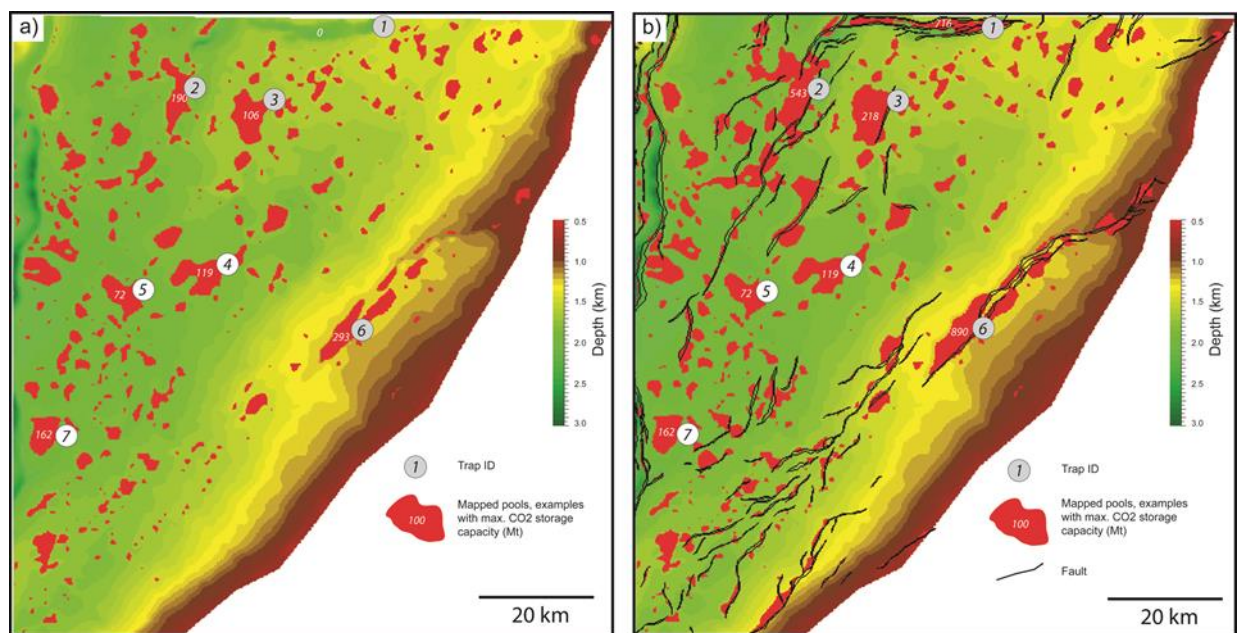 a)
0
1
2
190
3
106
4
119
5
72
6
293
7
162
0.5
1.0
1.5
2.0
2.5
3.0
Depth (km)
1
Trap ID
100
Mapped pools, examples
with max. CO2 storage
capacity (Mt)
20 km
b)
716
1
2
543
3
218
4
119
5
72
6
890
7
162
0.5
1.0
1.5
2.0
2.5
3.0
Depth (km)
1
Trap ID
100
Mapped pools, examples
with max. CO2 storage
capacity (Mt)
Fault
20 km